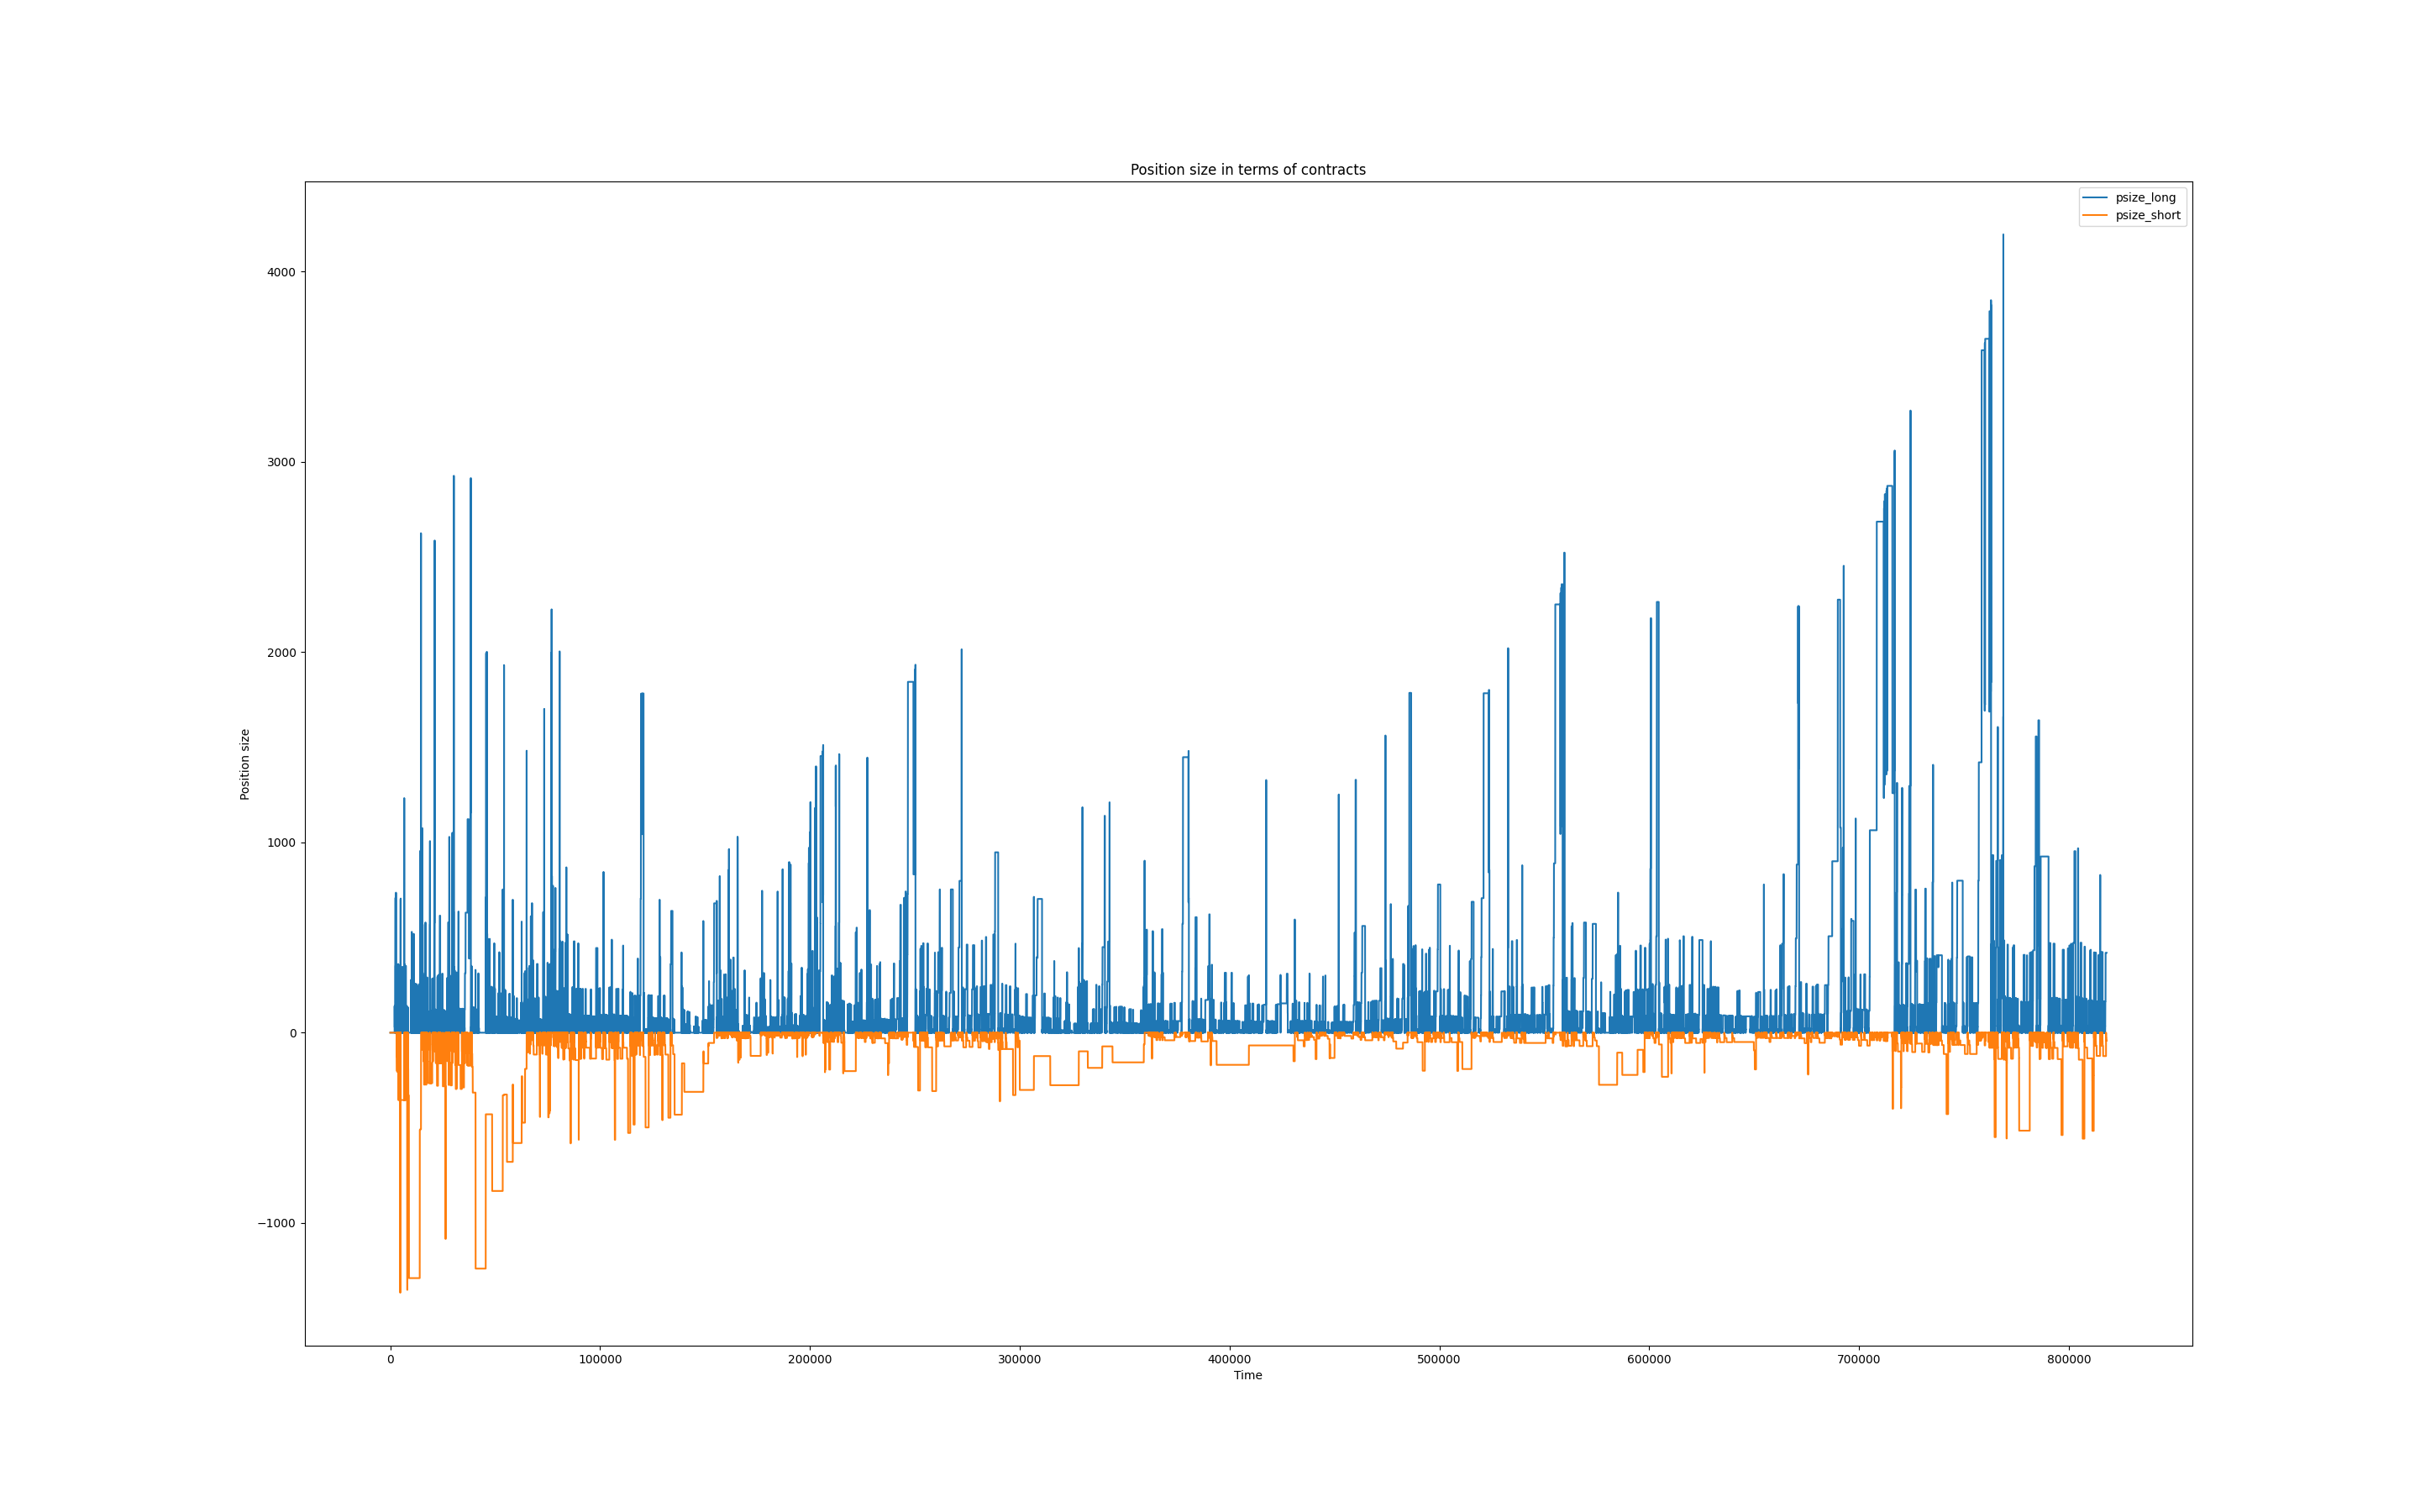 Position size in terms of contracts
psize_long
psize_short
4000
3000
2000
1000
0
−1000
Position size
0 100000 200000 300000 400000 500000 600000 700000 800000
Time